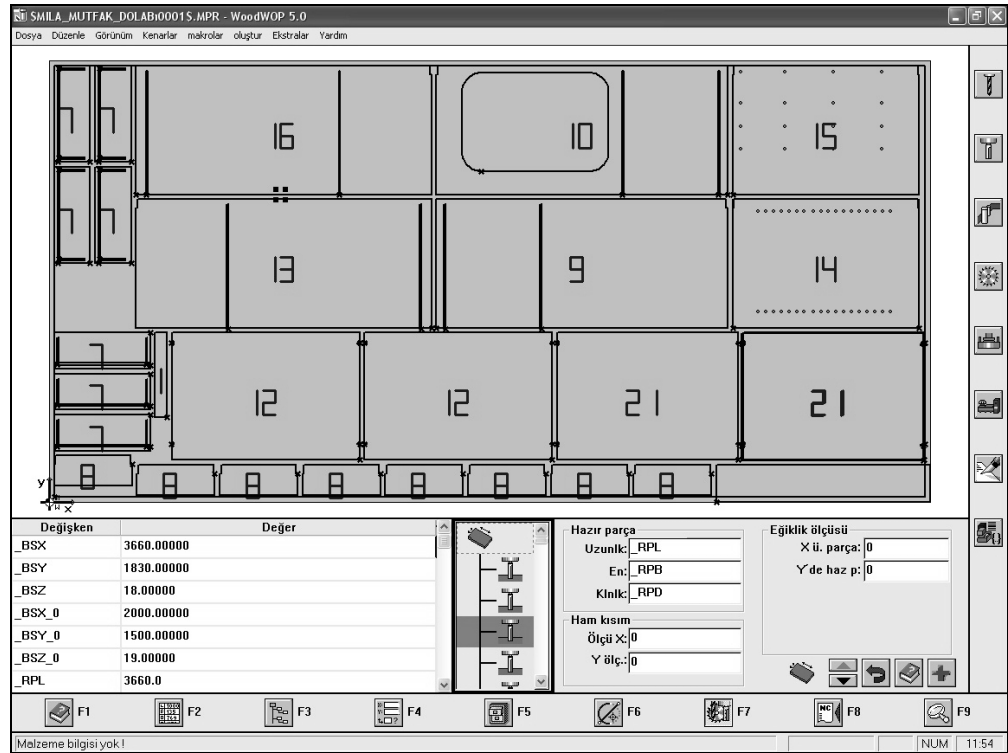 SMILA_MUTFAK_DOLABı0001S.MPR - WoodWOP 5.0
Dosya Düzenle Görünüm Kenarlar makrolar oluştur Ekstralar Yardım
16 10 15
13 9 14
12 12 21 21
8 8 8 8 8 8 8 8
Y
W X
Değişken Değer
_BSX 3660.00000
_BSY 1830.00000
_BSZ 18.00000
_BSX_0 2000.00000
_BSY_0 1500.00000
_BSZ_0 19.00000
_RPL 3660.0
Hazır parça
Uzunlk: _RPL
En: _RPB
Klnlk: _RPD
Ham kısım
Ölçü X: 0
Y ölç.: 0
Eğiklik ölçüsü
X ü. parça: 0
Y de haz p: 0
F1 F2 F3 F4 F5 F6 F7 NC F8 F9
Malzeme bilgisi yok! NUM 11:54